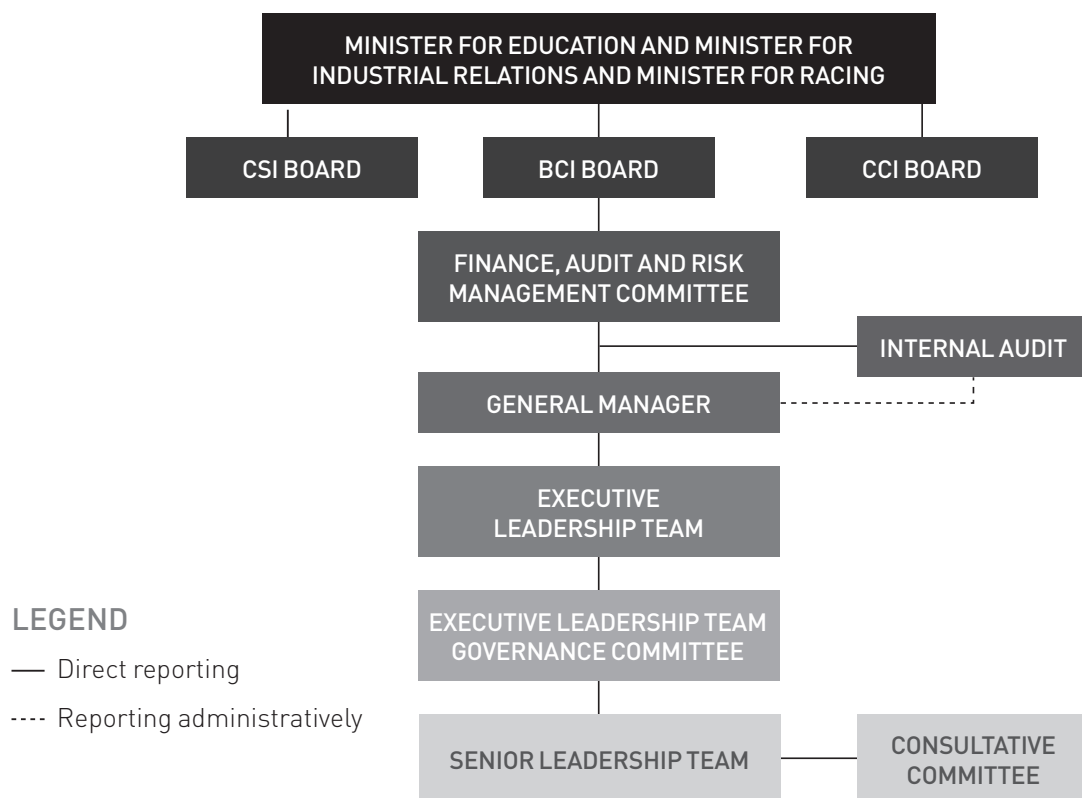 MINISTER FOR EDUCATION AND MINISTER FOR
INDUSTRIAL RELATIONS AND MINISTER FOR RACING
CSI BOARD
BCI BOARD
CCI BOARD
FINANCE, AUDIT AND RISK
MANAGEMENT COMMITTEE
INTERNAL AUDIT
GENERAL MANAGER
EXECUTIVE
LEADERSHIP TEAM
EXECUTIVE LEADERSHIP TEAM
GOVERNANCE COMMITTEE
SENIOR LEADERSHIP TEAM
CONSULTATIVE
COMMITTEE
LEGEND
Direct reporting
Reporting administratively